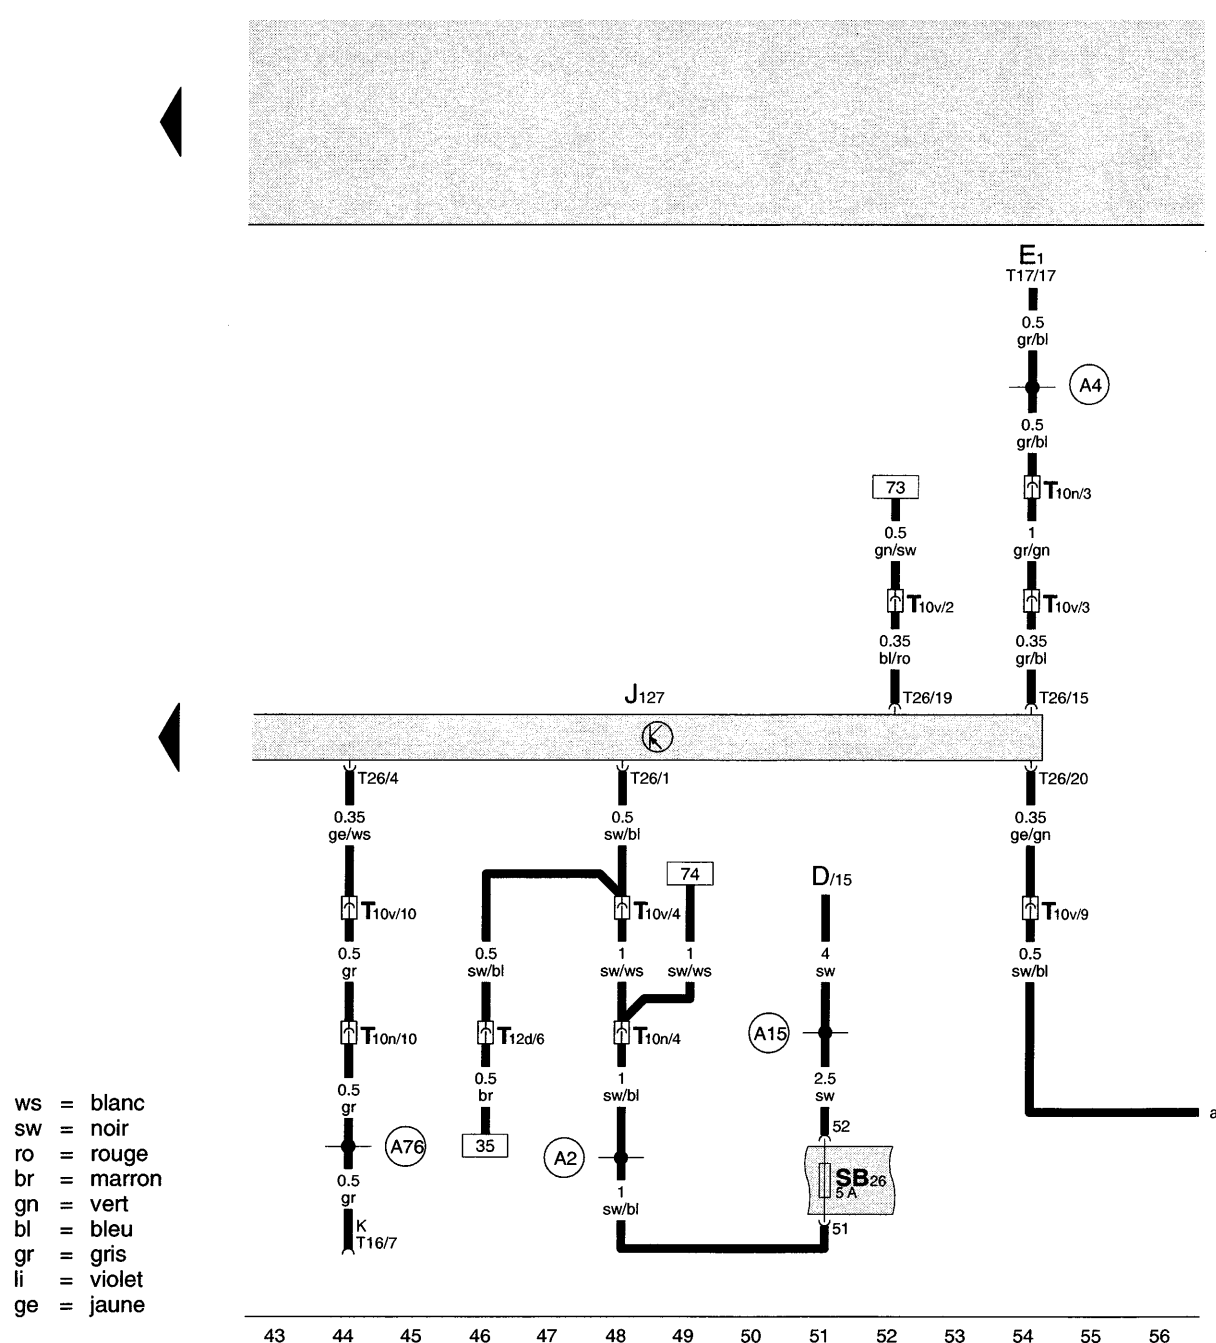 E1
T17/17
0.5
gr/bl
A4
0.5
gr/bl
73
T10n/3
0.5
gn/sw
1
gr/gn
T10v/2
T10v/3
0.35
bl/ro
0.35
gr/bl
J127
T26/19
T26/15
T26/4
T26/1
T26/20
0.35
ge/ws
0.5
sw/bl
0.35
ge/gn
74
D/15
T10v/10
T10v/4
T10v/9
0.5
gr
0.5
sw/bl
1
sw/ws
1
sw/ws
4
sw
0.5
sw/bl
T10n/10
T12d/6
T10n/4
A15
0.5
gr
0.5
br
1
sw/bl
2.5
sw
a
52
A76
35
A2
SB26
5 A
0.5
gr
1
sw/bl
51
K
T16/7
ws = blanc
sw = noir
ro = rouge
br = marron
gn = vert
bl = bleu
gr = gris
li = violet
ge = jaune
43 44 45 46 47 48 49 50 51 52 53 54 55 56